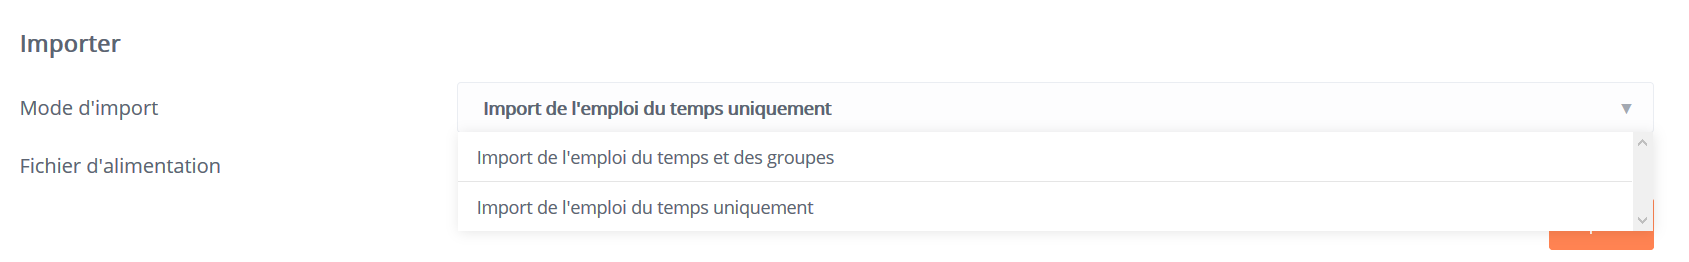 Importer
Mode d'import
Import de l'emploi du temps uniquement
Import de l'emploi du temps et des groupes
Fichier d'alimentation
Import de l'emploi du temps uniquement